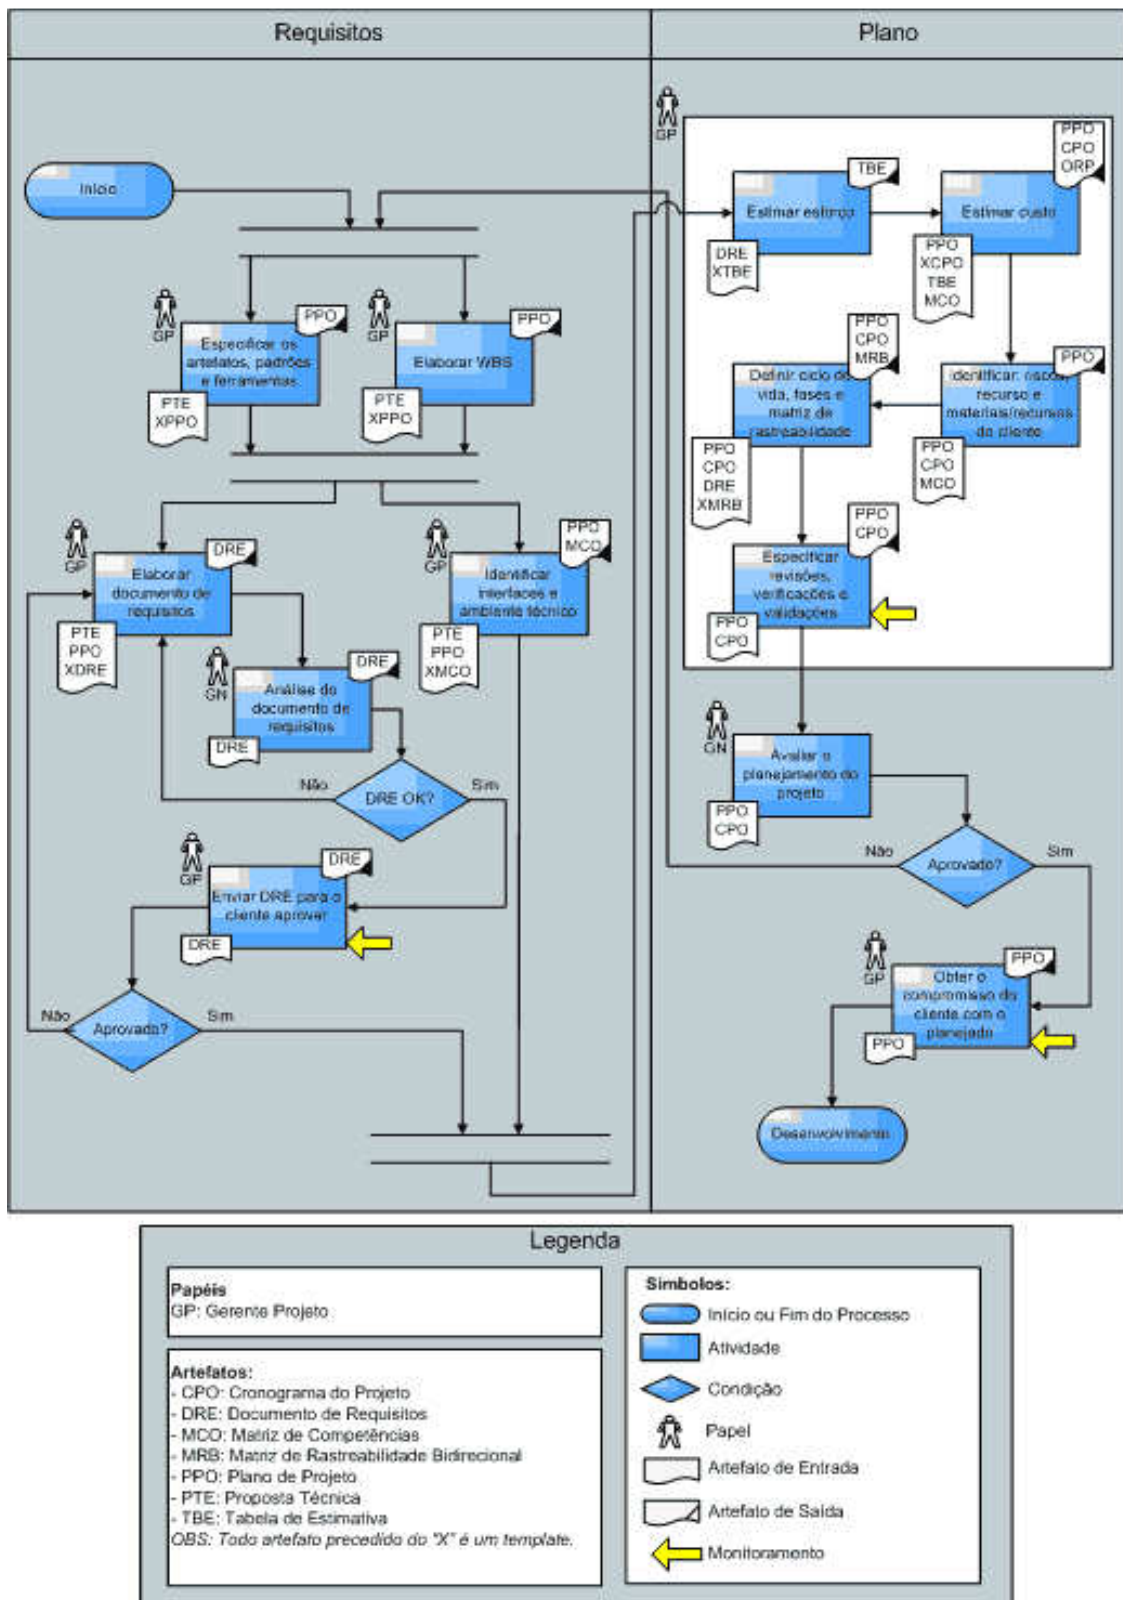 Requisitos
Plano
Início
GP
PPO
Especificar os
artefatos, padrões
e ferramentas
PTE
XPPO
GP
PPO
Elaborar WBS
PTE
XPPO
GP
DRE
Elaborar
documento de
requisitos
PTE
PPO
XDRE
GP
PPO
MCO
Identificar
interfaces e
ambiente técnico
PTE
PPO
XMCO
GN
DRE
Análise do
documento de
requisitos
DRE
Não
DRE OK?
Sim
GP
DRE
Enviar DRE para o
cliente aprovar
DRE
Não
Aprovado?
Sim
GP
TBE
Estimar esforço
DRE
XTBE
PPO
CPO
ORP
Estimar custo
PPO
XCPO
TBE
MCO
PPO
CPO
MRB
Definir ciclo de
vida, fases e
matriz de
rastreabilidade
PPO
CPO
DRE
XMRB
PPO
Identificar: riscos,
recurso e
materiais/recursos
do cliente
PPO
CPO
MCO
PPO
CPO
Especificar
revisões,
verificações e
validações
PPO
CPO
GN
Avaliar o
planejamento do
projeto
PPO
CPO
Não
Aprovado?
Sim
GP
PPO
Obter o
compromisso do
cliente com o
planejado
PPO
Desenvolvimento
Legenda
Papéis
GP: Gerente Projeto
Artefatos:
- CPO: Cronograma do Projeto
- DRE: Documento de Requisitos
- MCO: Matriz de Competências
- MRB: Matriz de Rastreabilidade Bidirecional
- PPO: Plano de Projeto
- PTE: Proposta Técnica
- TBE: Tabela de Estimativa
OBS: Todo artefato precedido do "X" é um template.
Símbolos:
Início ou Fim do Processo
Atividade
Condição
Papel
Artefato de Entrada
Artefato de Saída
Monitoramento